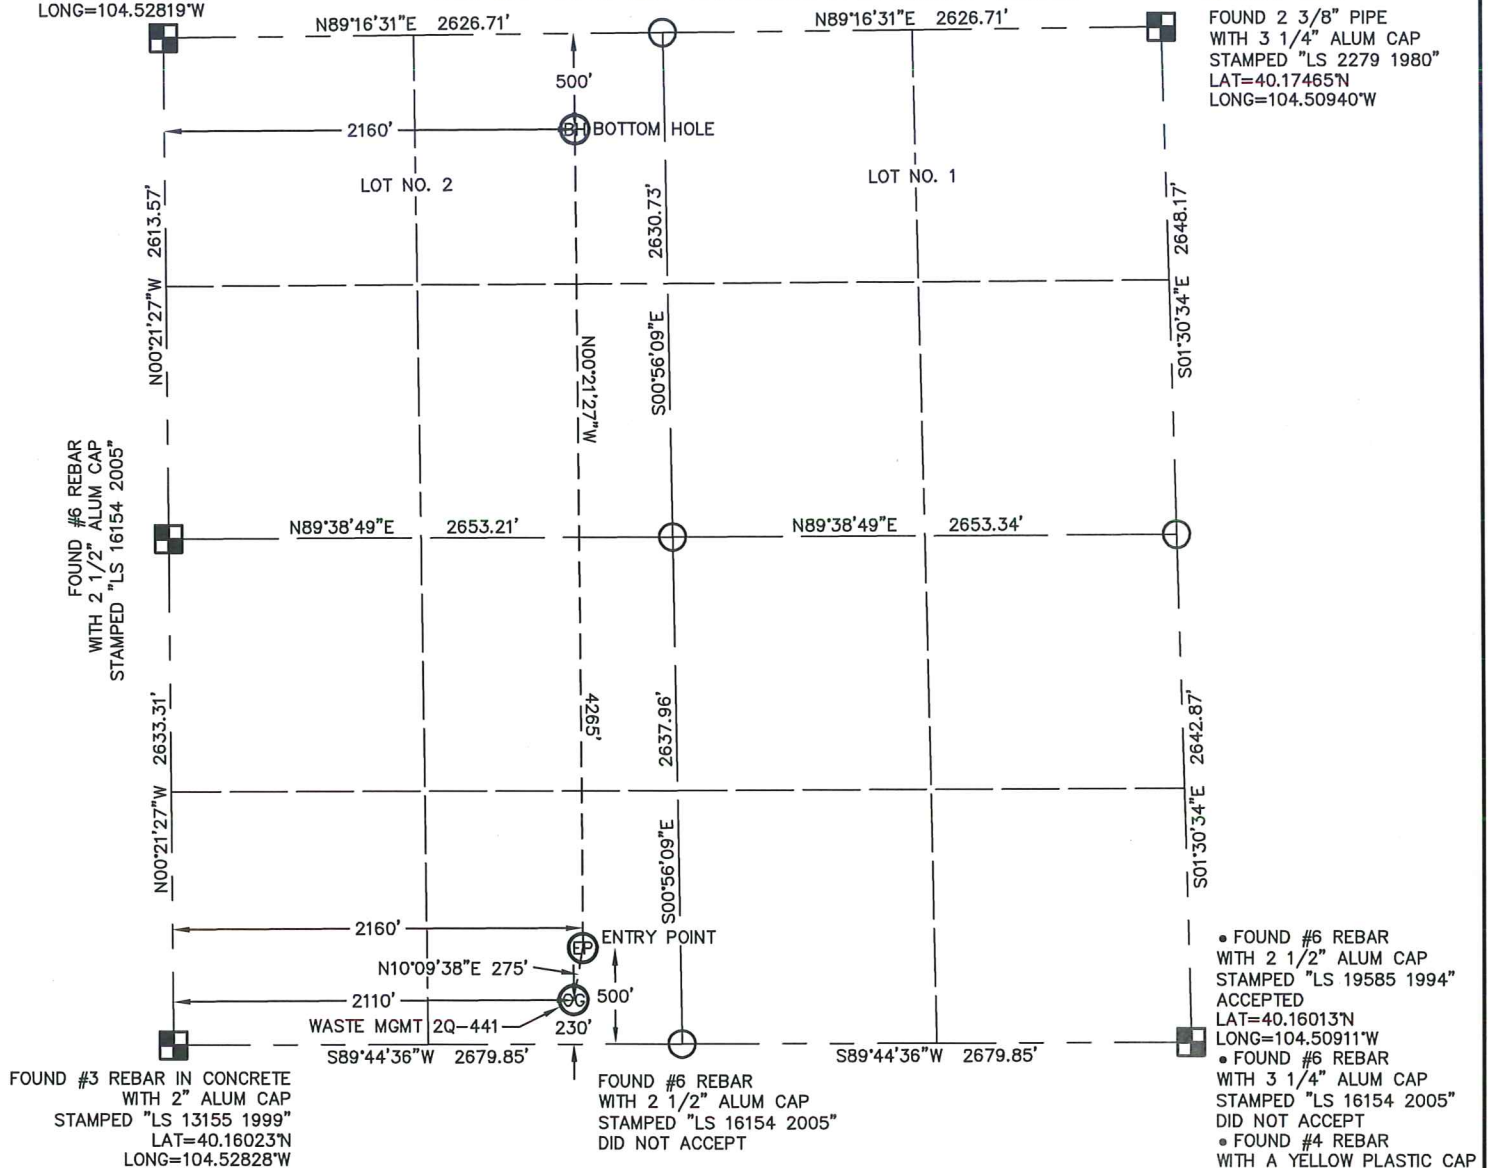 LONG=104.52819°W
N89°16'31"E 2626.71'
N89°16'31"E 2626.71'
FOUND 2 3/8" PIPE
WITH 3 1/4" ALUM CAP
STAMPED "LS 2279 1980"
LAT=40.17465°N
LONG=104.50940°W
500'
2160'
BH BOTTOM HOLE
LOT NO. 2
LOT NO. 1
N00°21'27"W 2613.57'
2630.73'
S00°56'09"E
S01°30'34"E 2648.17'
N00°21'27"W
4265'
FOUND #6 REBAR
WITH 2 1/2" ALUM CAP
STAMPED "LS 16154 2005"
N89°38'49"E 2653.21'
N89°38'49"E 2653.34'
N00°21'27"W 2633.31'
2637.96'
S00°56'09"E
S01°30'34"E 2642.87'
2160'
EP ENTRY POINT
N10°09'38"E 275'
2110'
OG
500'
WASTE MGMT 2Q-441
230'
S89°44'36"W 2679.85'
S89°44'36"W 2679.85'
FOUND #3 REBAR IN CONCRETE
WITH 2" ALUM CAP
STAMPED "LS 13155 1999"
LAT=40.16023°N
LONG=104.52828°W
FOUND #6 REBAR
WITH 2 1/2" ALUM CAP
STAMPED "LS 16154 2005"
DID NOT ACCEPT
• FOUND #6 REBAR
WITH 2 1/2" ALUM CAP
STAMPED "LS 19585 1994"
ACCEPTED
LAT=40.16013°N
LONG=104.50911°W
• FOUND #6 REBAR
WITH 3 1/4" ALUM CAP
STAMPED "LS 16154 2005"
DID NOT ACCEPT
• FOUND #4 REBAR
WITH A YELLOW PLASTIC CAP